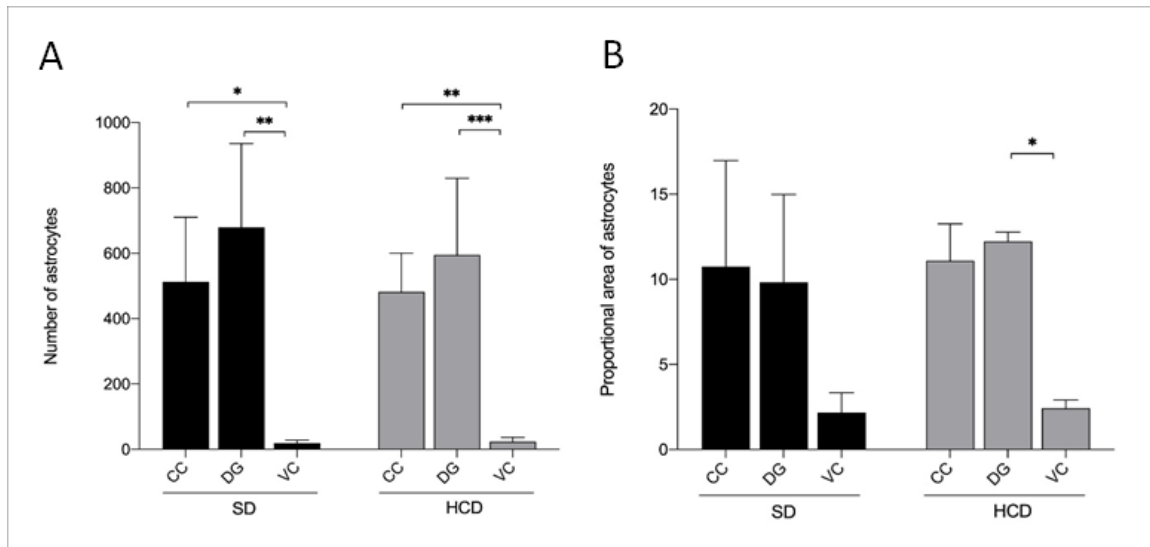 A
B
*
**
**
***
1000
800
600
400
200
0
Number of astrocytes
CC DG VC CC DG VC
SD HCD
*
20
15
10
5
0
Proportional area of astrocytes
CC DG VC CC DG VC
SD HCD